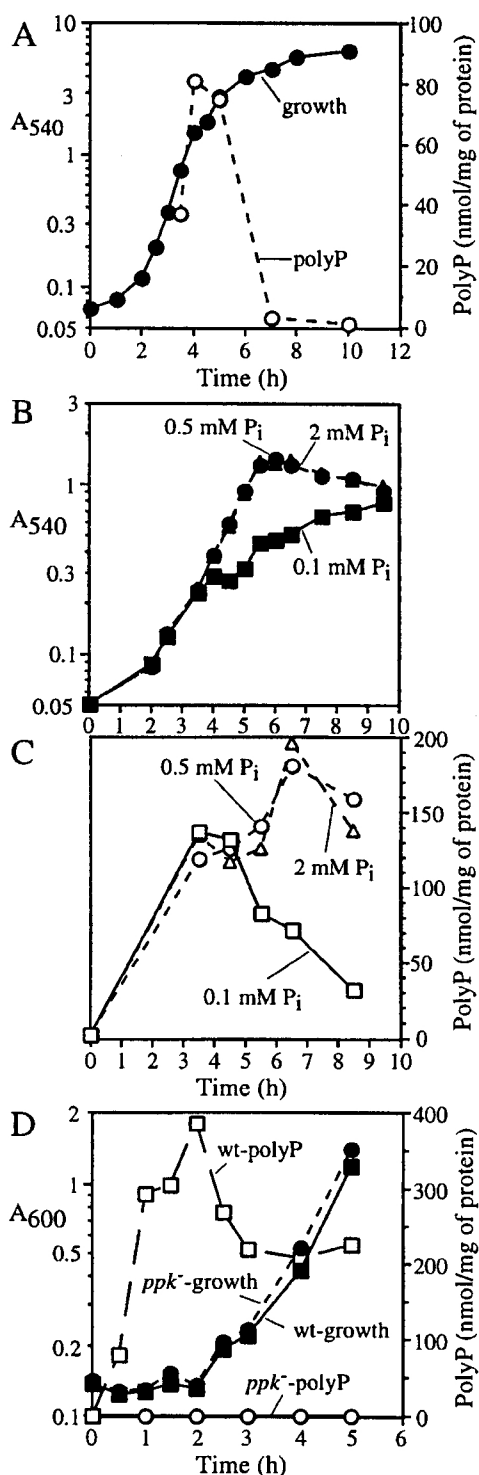 A
A540
10
3
1
0.3
0.1
0.05
growth
polyP
100
80
60
40
20
0
PolyP (nmol/mg of protein)
0 2 4 6 8 10 12
Time (h)
B
A540
3
1
0.3
0.1
0.05
0.5 mM Pi
2 mM Pi
0.1 mM Pi
0 1 2 3 4 5 6 7 8 9 10
C
0.5 mM Pi
2 mM Pi
0.1 mM Pi
200
150
100
50
0
PolyP (nmol/mg of protein)
0 1 2 3 4 5 6 7 8 9 10
Time (h)
D
A600
2
1
0.5
0.2
0.1
wt-polyP
ppk--growth
wt-growth
ppk--polyP
400
300
200
100
0
PolyP (nmol/mg of protein)
0 1 2 3 4 5 6
Time (h)